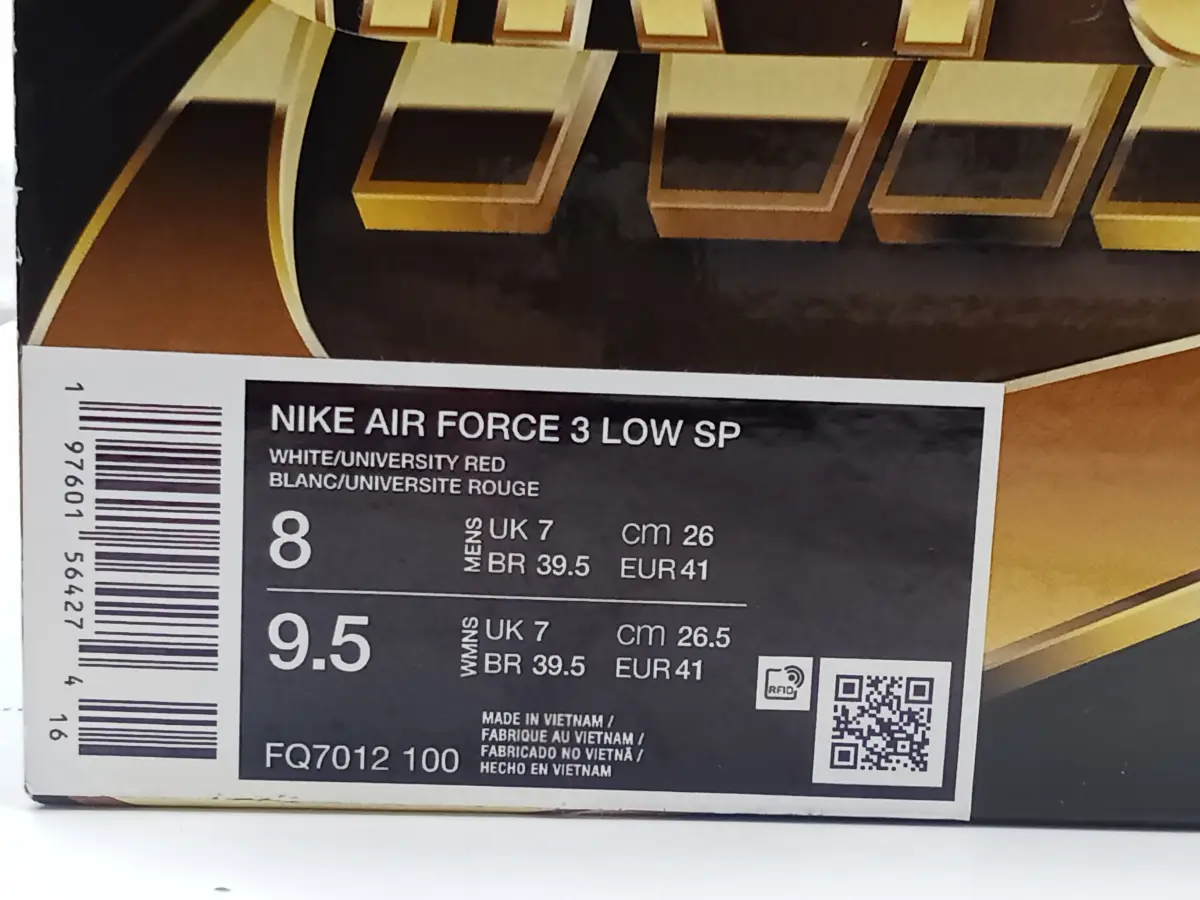 NIKE AIR FORCE 3 LOW SP
WHITE/UNIVERSITY RED
BLANC/UNIVERSITE ROUGE
8 MENS UK 7 cm 26
BR 39.5 EUR 41
9.5 WMNS UK 7 cm 26.5
BR 39.5 EUR 41
RFID
MADE IN VIETNAM /
FABRIQUE AU VIETNAM /
FABRICADO NO VIETNÃ /
HECHO EN VIETNAM
FQ7012 100
1 97601 56427 4 16